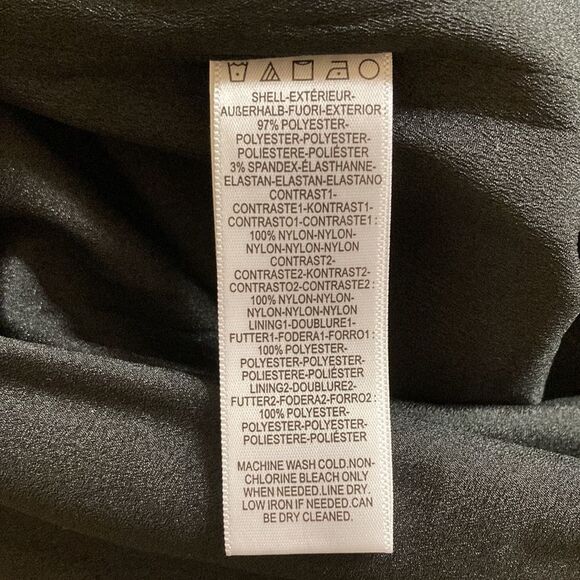 SHELL-EXTÉRIEUR-
AUßERHALB-FUORI-EXTERIOR :
97% POLYESTER-
POLYESTER-POLYESTER-
POLIESTERE-POLIÉSTER
3% SPANDEX-ÉLASTHANNE-
ELASTAN-ELASTAN-ELASTANO
CONTRAST1-
CONTRASTE1-KONTRAST1-
CONTRASTO1-CONTRASTE1 :
100% NYLON-NYLON-
NYLON-NYLON-NYLON
CONTRAST2-
CONTRASTE2-KONTRAST2-
CONTRASTO2-CONTRASTE2 :
100% NYLON-NYLON-
NYLON-NYLON-NYLON
LINING1-DOUBLURE1-
FUTTER1-FODERA1-FORRO1 :
100% POLYESTER-
POLYESTER-POLYESTER-
POLIESTERE-POLIÉSTER
LINING2-DOUBLURE2-
FUTTER2-FODERA2-FORRO2 :
100% POLYESTER-
POLYESTER-POLYESTER-
POLIESTERE-POLIÉSTER
MACHINE WASH COLD.NON-
CHLORINE BLEACH ONLY
WHEN NEEDED.LINE DRY.
LOW IRON IF NEEDED.CAN
BE DRY CLEANED.